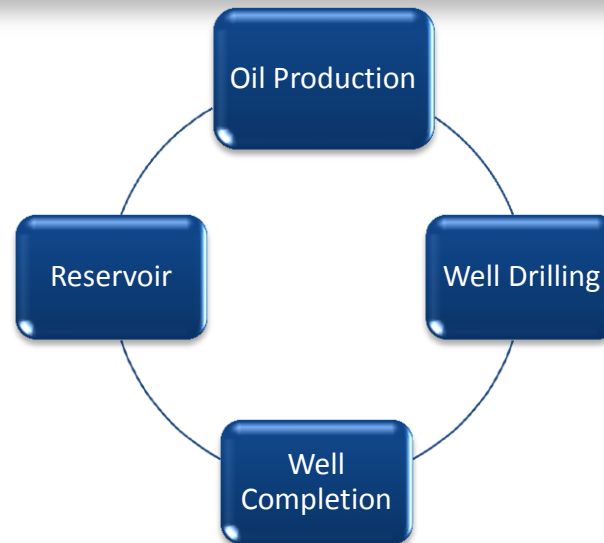 Oil Production
Reservoir
Well Drilling
Well
Completion